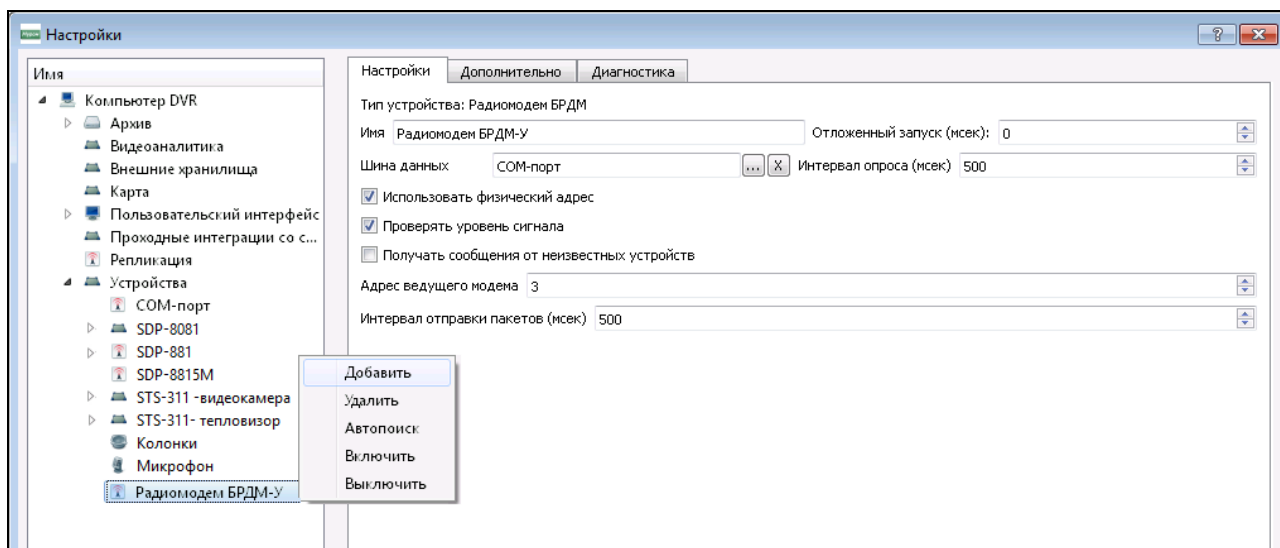 Настройки
Имя
Компьютер DVR
Архив
Видеоаналитика
Внешние хранилища
Карта
Пользовательский интерфейс
Проходные интеграции со с...
Репликация
Устройства
COM-порт
SDP-8081
SDP-881
SDP-8815M
STS-311 -видеокамера
STS-311- тепловизор
Колонки
Микрофон
Радиомодем БРДМ-У
Добавить
Удалить
Автопоиск
Включить
Выключить
Настройки Дополнительно Диагностика
Тип устройства: Радиомодем БРДМ
Имя Радиомодем БРДМ-У Отложенный запуск (мсек): 0
Шина данных COM-порт ... X Интервал опроса (мсек) 500
Использовать физический адрес
Проверять уровень сигнала
Получать сообщения от неизвестных устройств
Адрес ведущего модема 3
Интервал отправки пакетов (мсек) 500